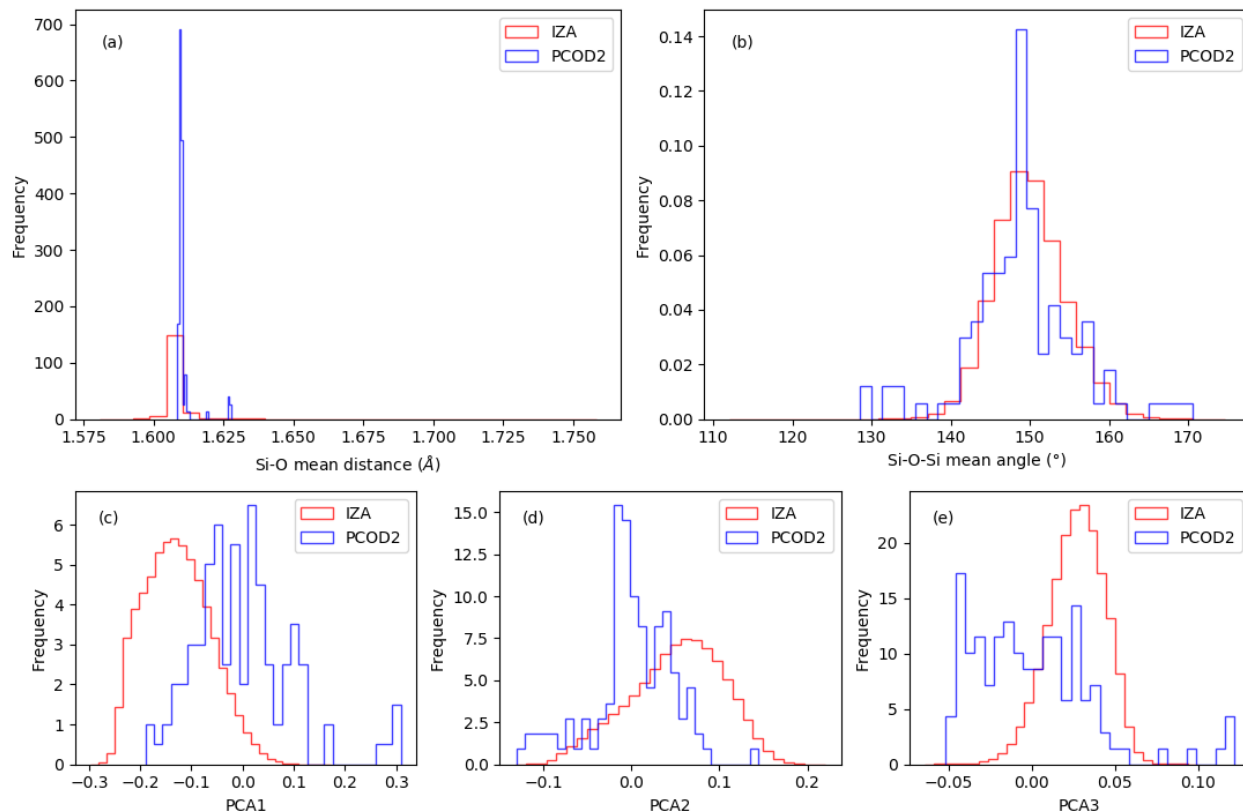 (a)
IZA
PCOD2
700
600
500
400
300
200
100
0
Frequency
1.575 1.600 1.625 1.650 1.675 1.700 1.725 1.750
Si-O mean distance (Å)
(b)
IZA
PCOD2
0.14
0.12
0.10
0.08
0.06
0.04
0.02
0.00
Frequency
110 120 130 140 150 160 170
Si-O-Si mean angle (°)
(c)
IZA
PCOD2
6
5
4
3
2
1
0
Frequency
−0.3 −0.2 −0.1 0.0 0.1 0.2 0.3
PCA1
(d)
IZA
PCOD2
15.0
12.5
10.0
7.5
5.0
2.5
0.0
Frequency
−0.1 0.0 0.1 0.2
PCA2
(e)
IZA
PCOD2
20
15
10
5
0
Frequency
−0.05 0.00 0.05 0.10
PCA3